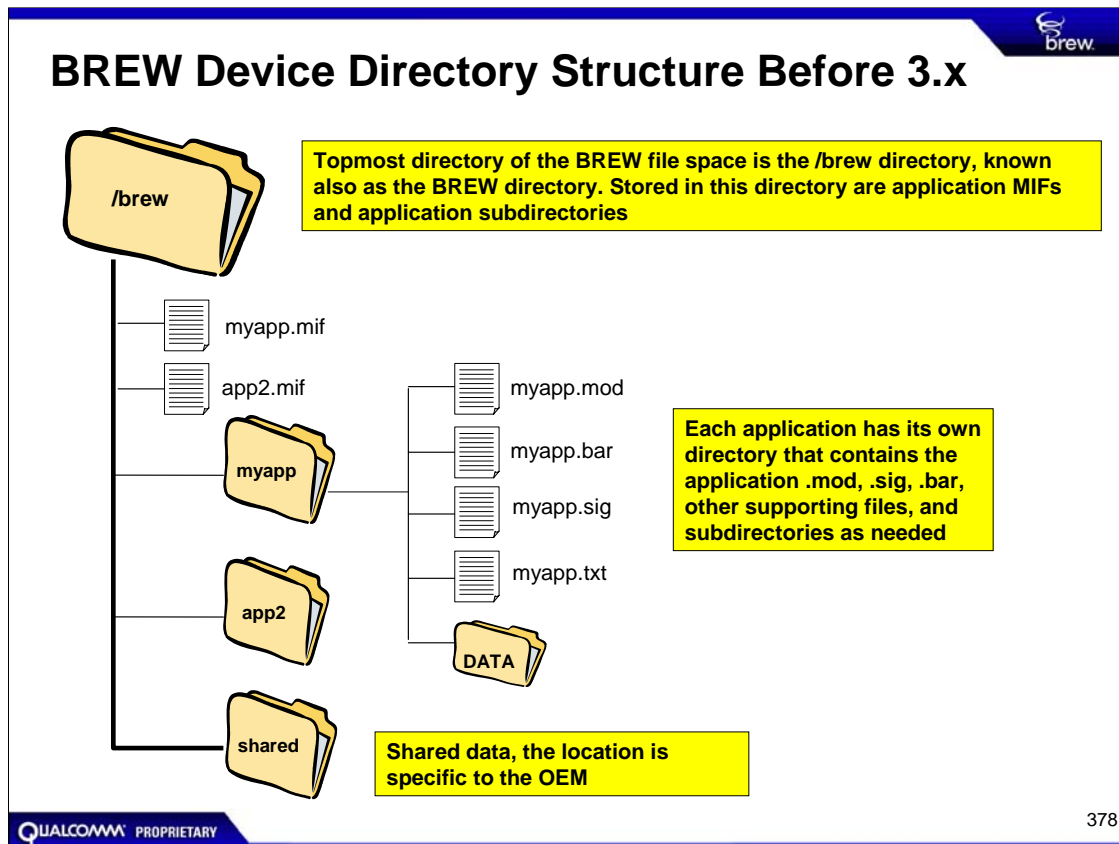 brew.
BREW Device Directory Structure Before 3.x
/brew
Topmost directory of the BREW file space is the /brew directory, known
also as the BREW directory. Stored in this directory are application MIFs
and application subdirectories
myapp.mif
app2.mif
myapp
app2
shared
myapp.mod
myapp.bar
myapp.sig
myapp.txt
DATA
Each application has its own
directory that contains the
application .mod, .sig, .bar,
other supporting files, and
subdirectories as needed
Shared data, the location is
specific to the OEM
QUALCOMM PROPRIETARY
378